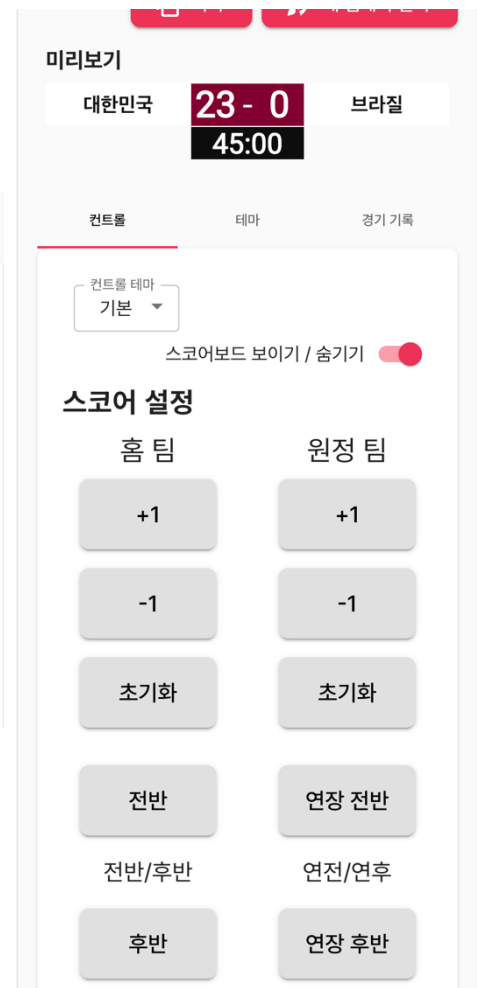 미리보기
대한민국 23 - 0 브라질
45:00
컨트롤 테마 경기 기록
컨트롤 테마
기본
스코어보드 보이기 / 숨기기
스코어 설정
홈 팀 원정 팀
+1 +1
-1 -1
초기화 초기화
전반 연장 전반
전반/후반 연전/연후
후반 연장 후반